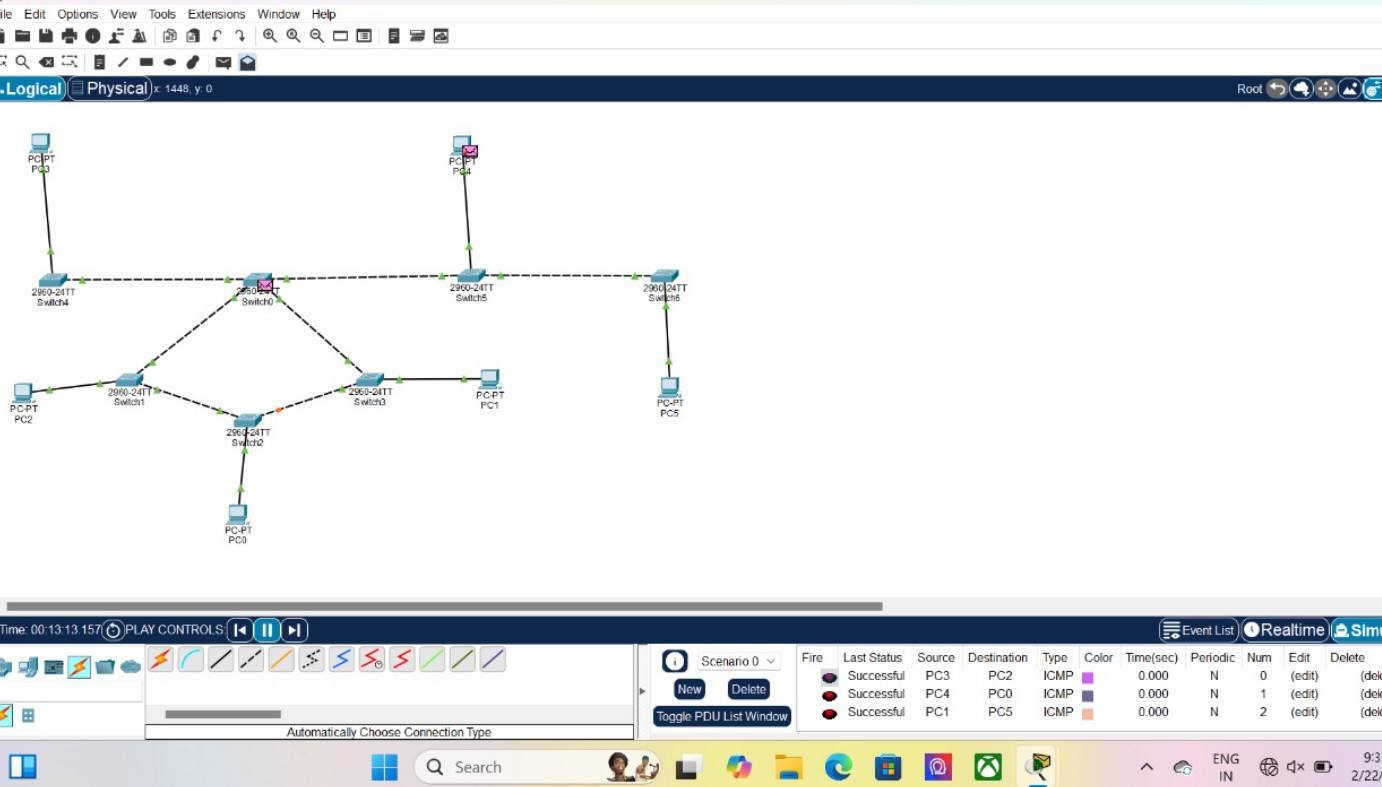 ile Edit Options View Tools Extensions Window Help
Logical Physical x: 1448, y: 0 Root
PC-PT
PC3
PC-PT
PC4
2960-24TT
Switch4
2960-24TT
Switch0
2960-24TT
Switch5
2960-24TT
Switch6
PC-PT
PC2
2960-24TT
Switch1
2960-24TT
Switch3
PC-PT
PC1
PC-PT
PC5
2960-24TT
Switch2
PC-PT
PC0
Time: 00:13:13.157 PLAY CONTROLS: Event List Realtime Simu
Scenario 0
New Delete
Toggle PDU List Window
Fire Last Status Source Destination Type Color Time(sec) Periodic Num Edit Delete
Successful PC3 PC2 ICMP 0.000 N 0 (edit) (dele
Successful PC4 PC0 ICMP 0.000 N 1 (edit) (dele
Successful PC1 PC5 ICMP 0.000 N 2 (edit) (dele
Automatically Choose Connection Type
Search
ENG
IN
9:3
2/22/